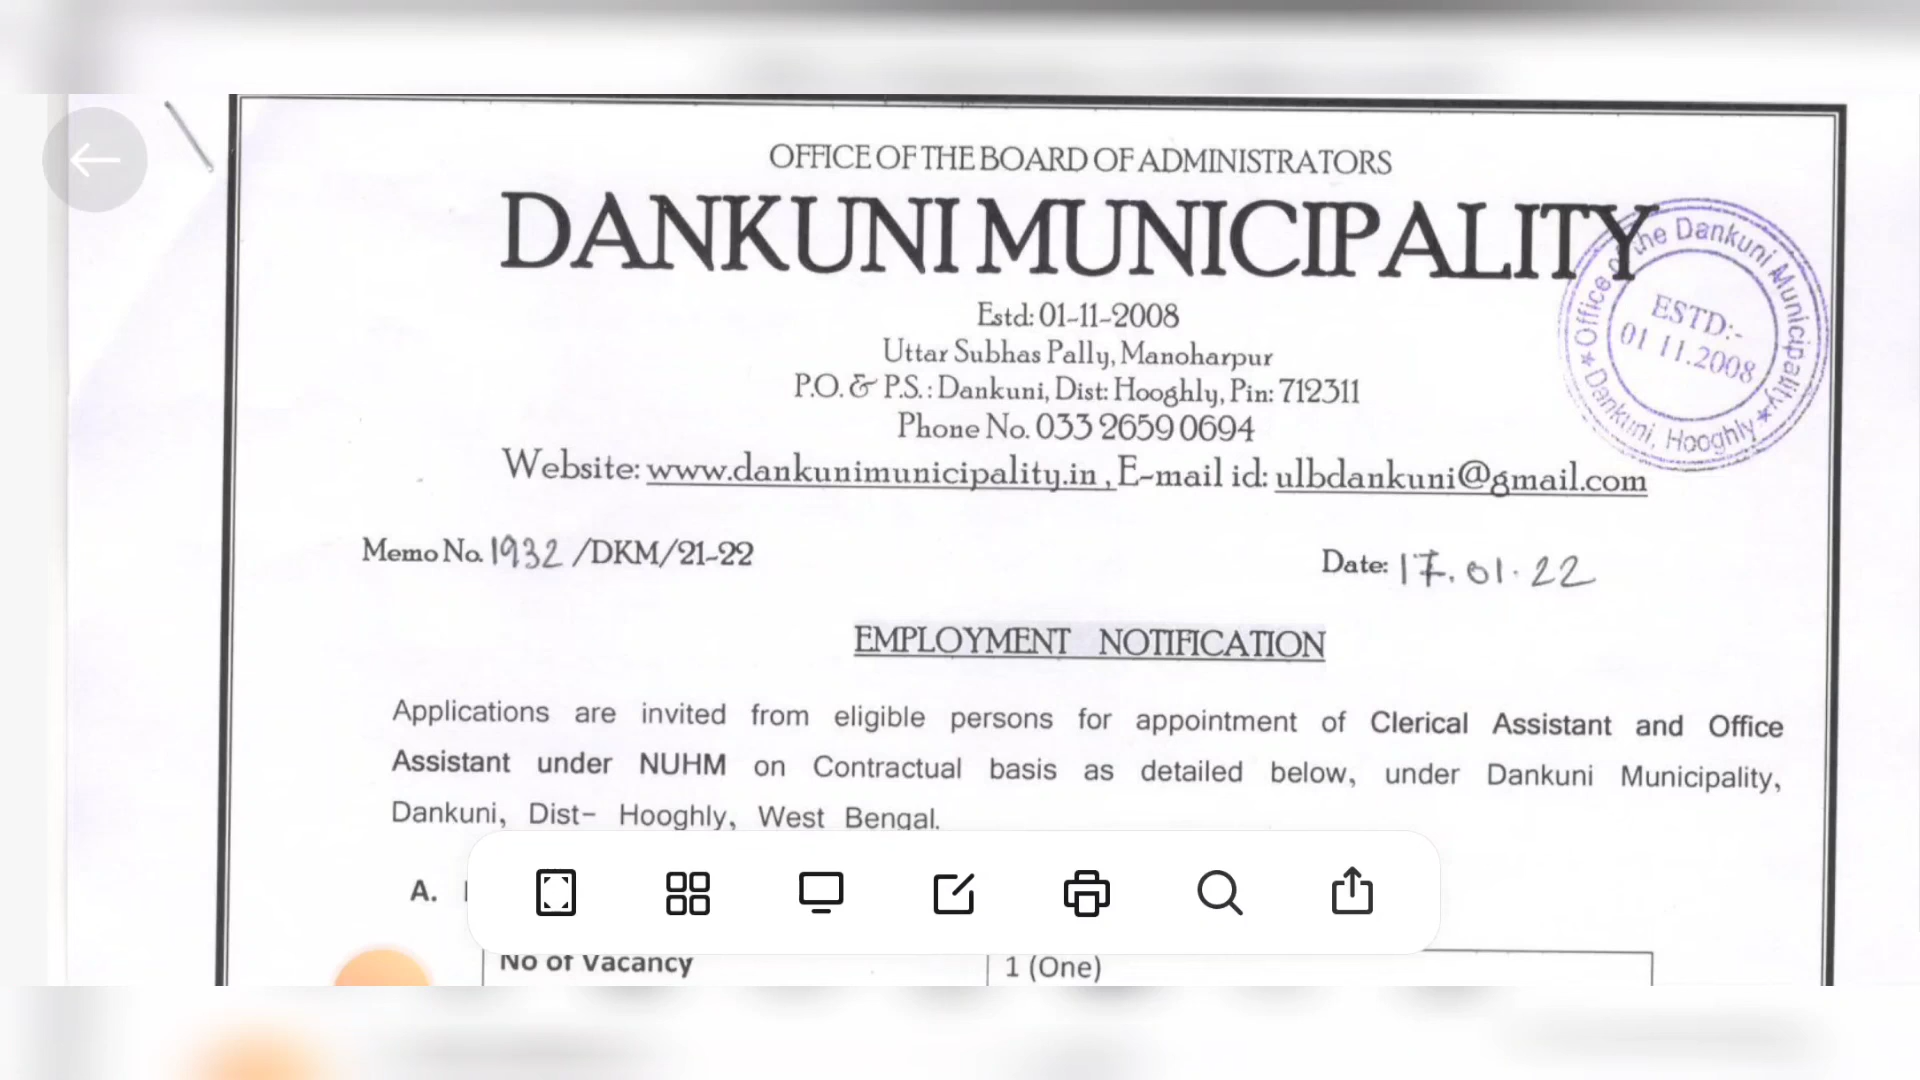 OFFICE OF THE BOARD OF ADMINISTRATORS
DANKUNI MUNICIPALITY
Estd: 01-11-2008
Uttar Subhas Pally, Manoharpur
P.O. & P.S. : Dankuni, Dist: Hooghly, Pin: 712311
Phone No. 033 2659 0694
Website: www.dankunimunicipality.in , E-mail id: ulbdankuni@gmail.com
Office of the Dankuni Municipality
ESTD:-
01 11.2008
★ Dankuni, Hooghly ★
Memo No. 1932 /DKM/21-22
Date: 17.01.22
EMPLOYMENT NOTIFICATION
Applications are invited from eligible persons for appointment of Clerical Assistant and Office
Assistant under NUHM on Contractual basis as detailed below, under Dankuni Municipality,
Dankuni, Dist- Hooghly, West Bengal.
A.
No of Vacancy 1 (One)